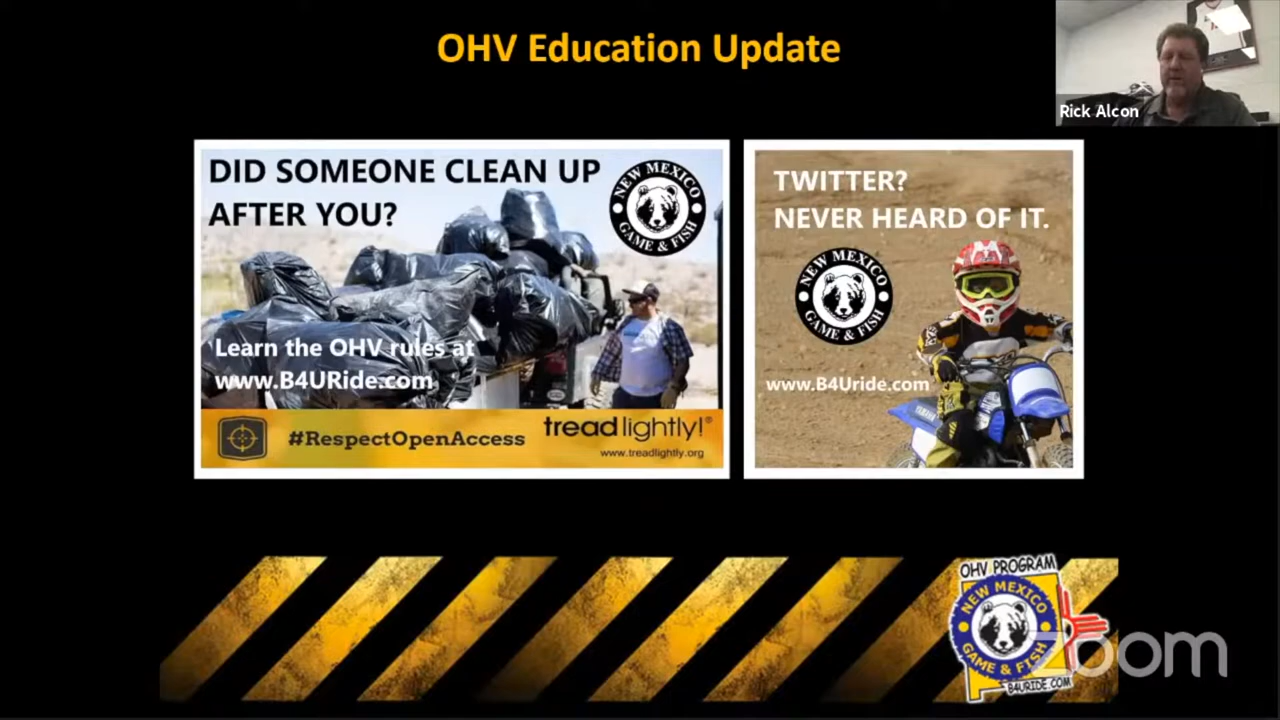 OHV Education Update
Rick Alcon
DID SOMEONE CLEAN UP
AFTER YOU?
NEW MEXICO
GAME & FISH
Learn the OHV rules at
www.B4URide.com
#RespectOpenAccess
treadlightly!®
www.treadlightly.org
TWITTER?
NEVER HEARD OF IT.
NEW MEXICO
GAME & FISH
www.B4Uride.com
YAMAHA
OHV PROGRAM
NEW MEXICO
GAME & FISH
B4URIDE.COM
zoom